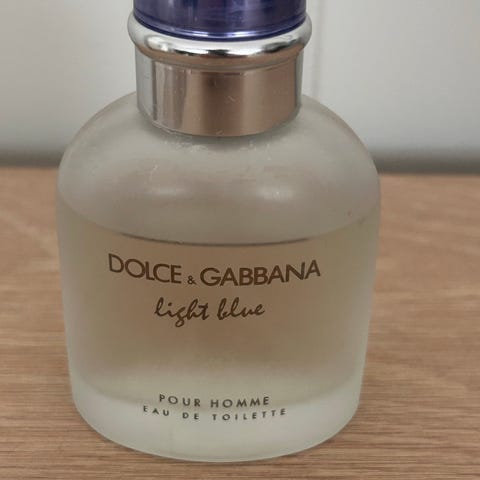 DOLCE & GABBANA
light blue
POUR HOMME
EAU DE TOILETTE